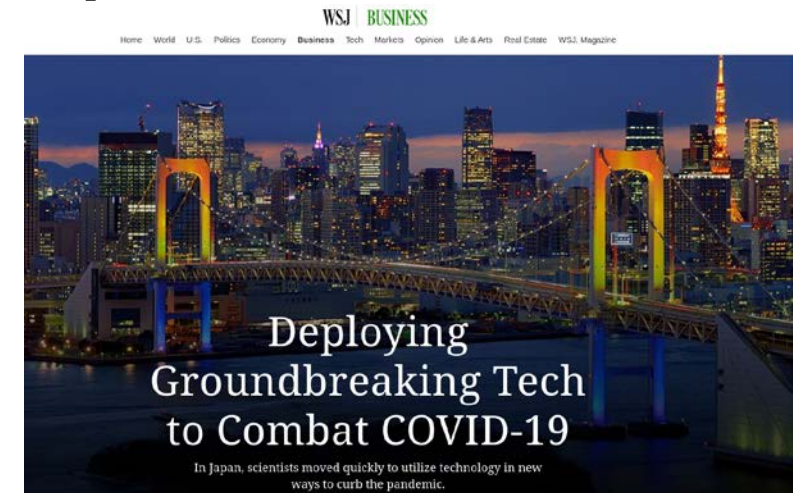 WSJ BUSINESS
Home World U.S. Politics Economy Business Tech Markets Opinion Life & Arts Real Estate WSJ. Magazine
Deploying
Groundbreaking Tech
to Combat COVID-19
In Japan, scientists moved quickly to utilize technology in new
ways to curb the pandemic.